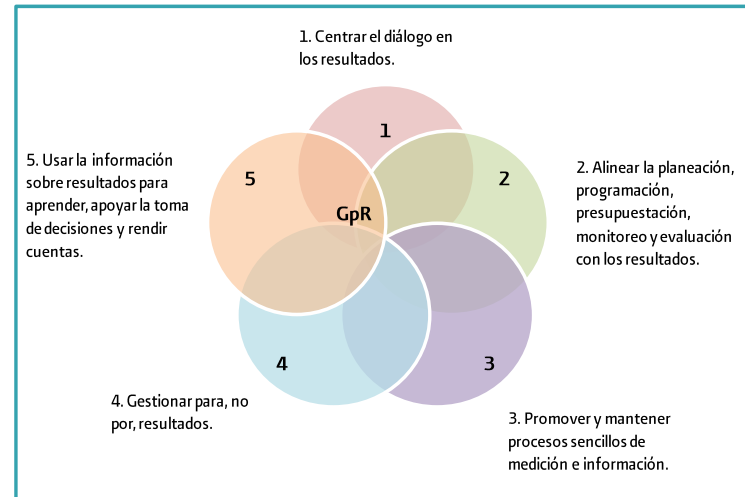 1. Centrar el diálogo en
los resultados.
1
5. Usar la información
sobre resultados para
aprender, apoyar la toma
de decisiones y rendir
cuentas.
5
2
2. Alinear la planeación,
programación,
presupuestación,
monitoreo y evaluación
con los resultados.
GpR
4
3
4. Gestionar para, no
por, resultados.
3. Promover y mantener
procesos sencillos de
medición e información.